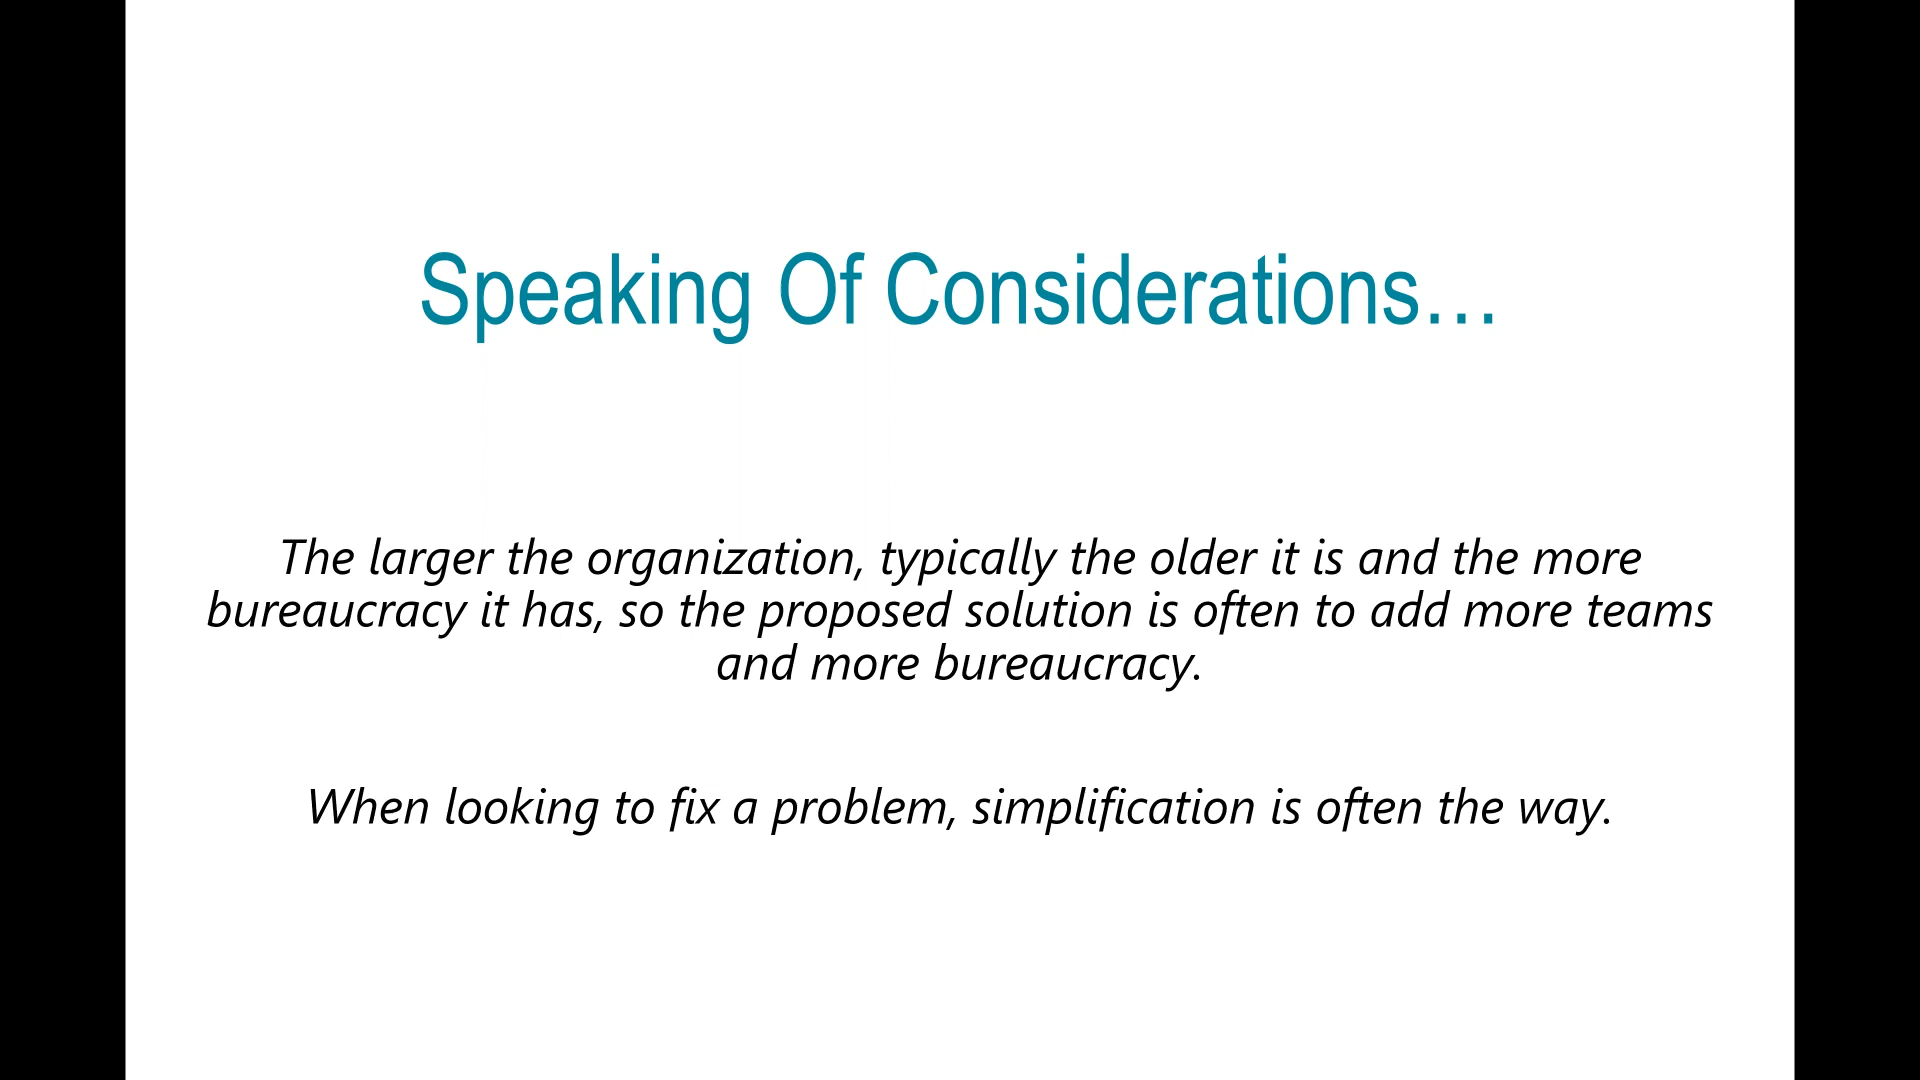 Speaking Of Considerations…
The larger the organization, typically the older it is and the more
bureaucracy it has, so the proposed solution is often to add more teams
and more bureaucracy.
When looking to fix a problem, simplification is often the way.